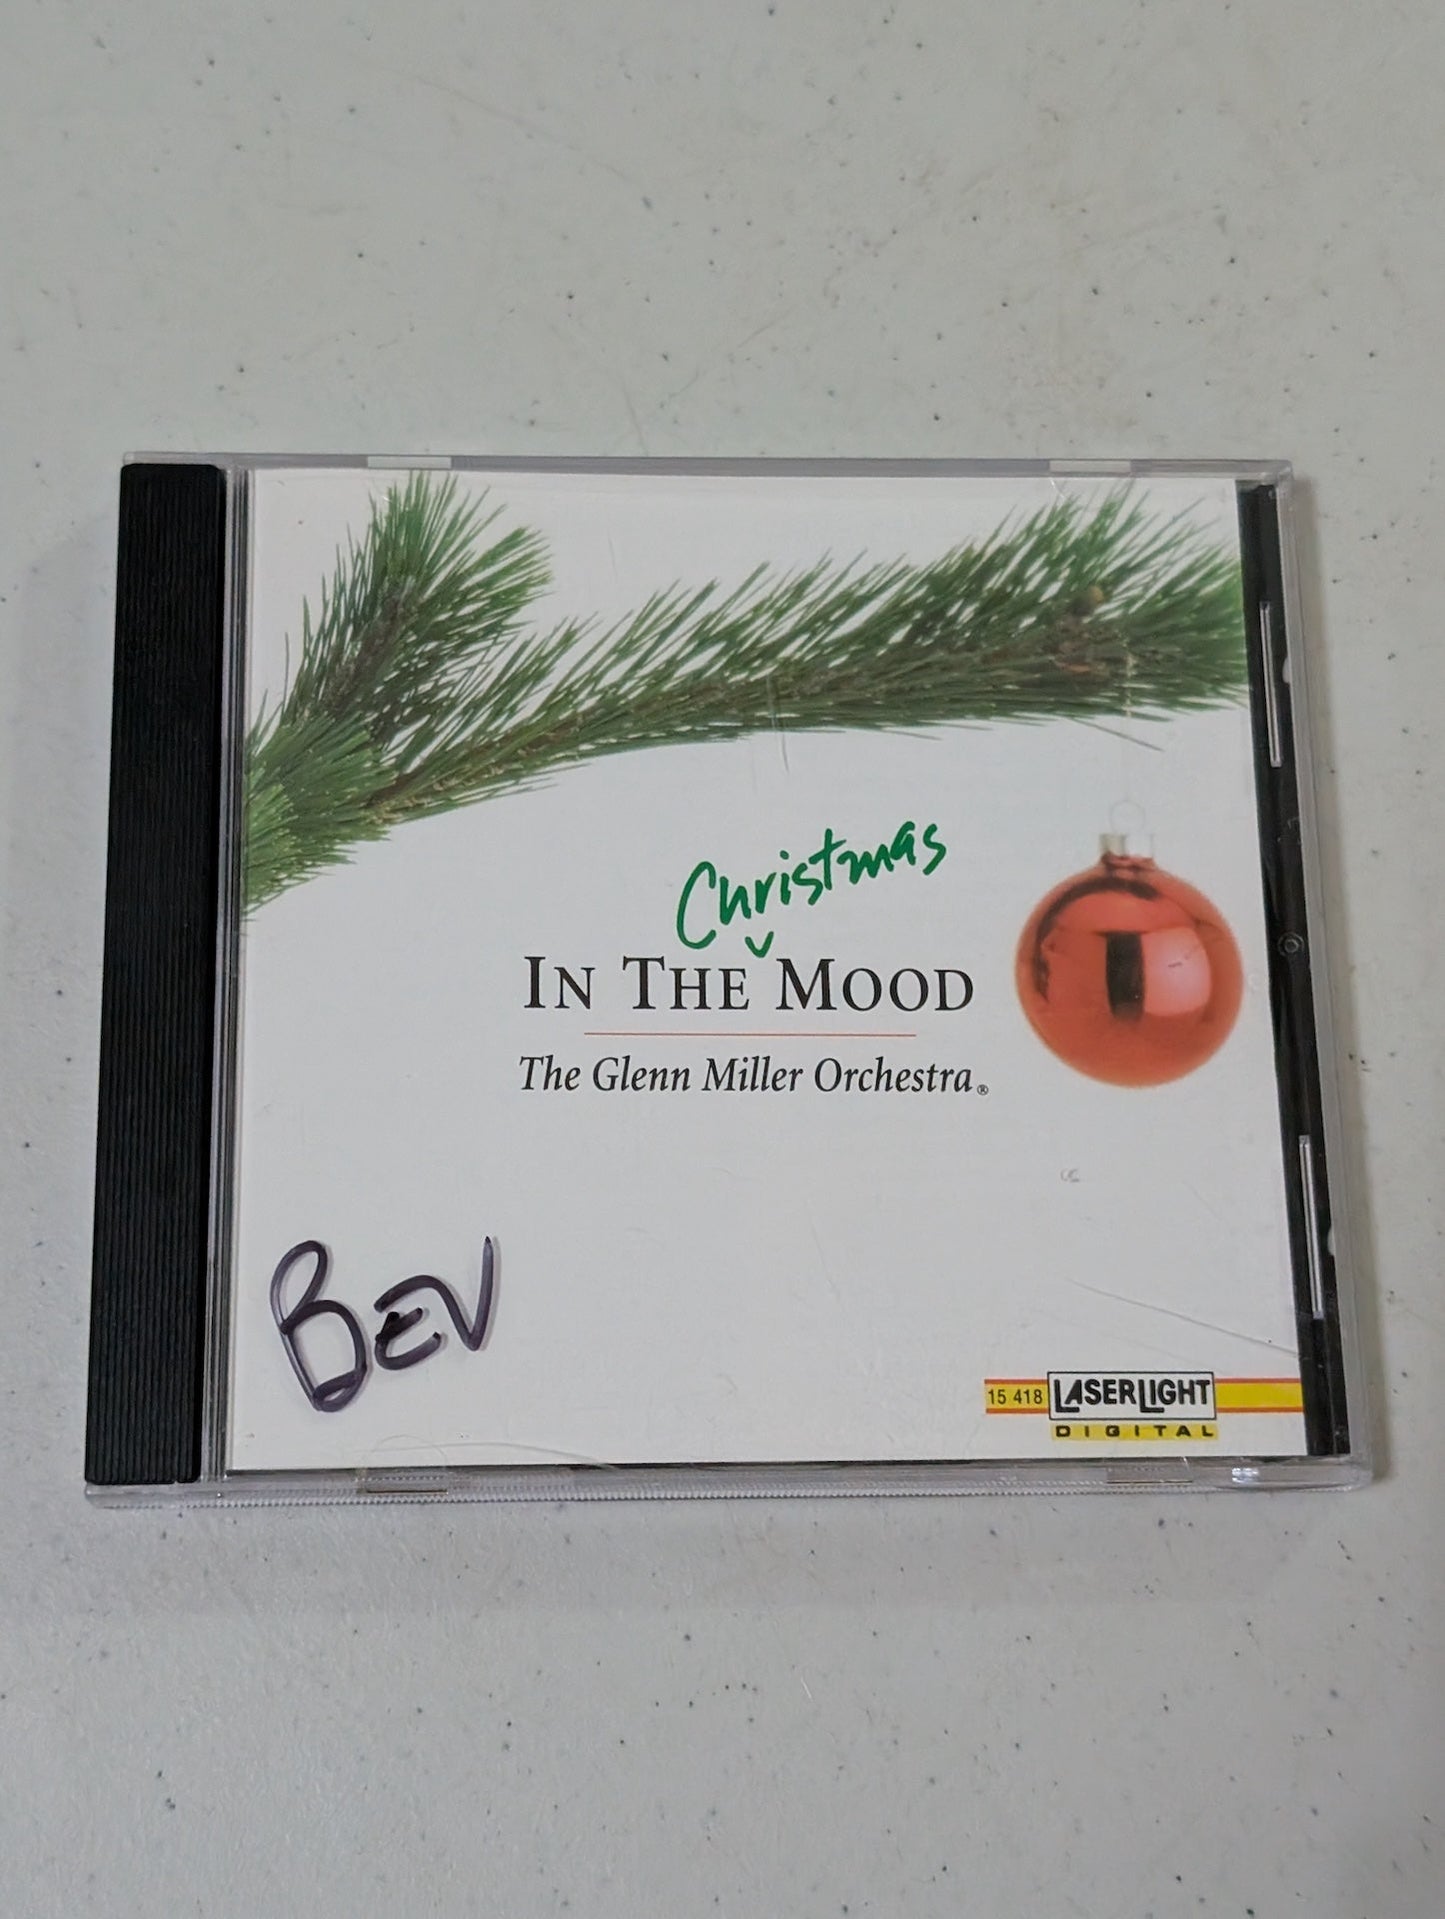 Christmas
IN THE ˅ MOOD
The Glenn Miller Orchestra®
BEV
15 418 LASERLIGHT
DIGITAL